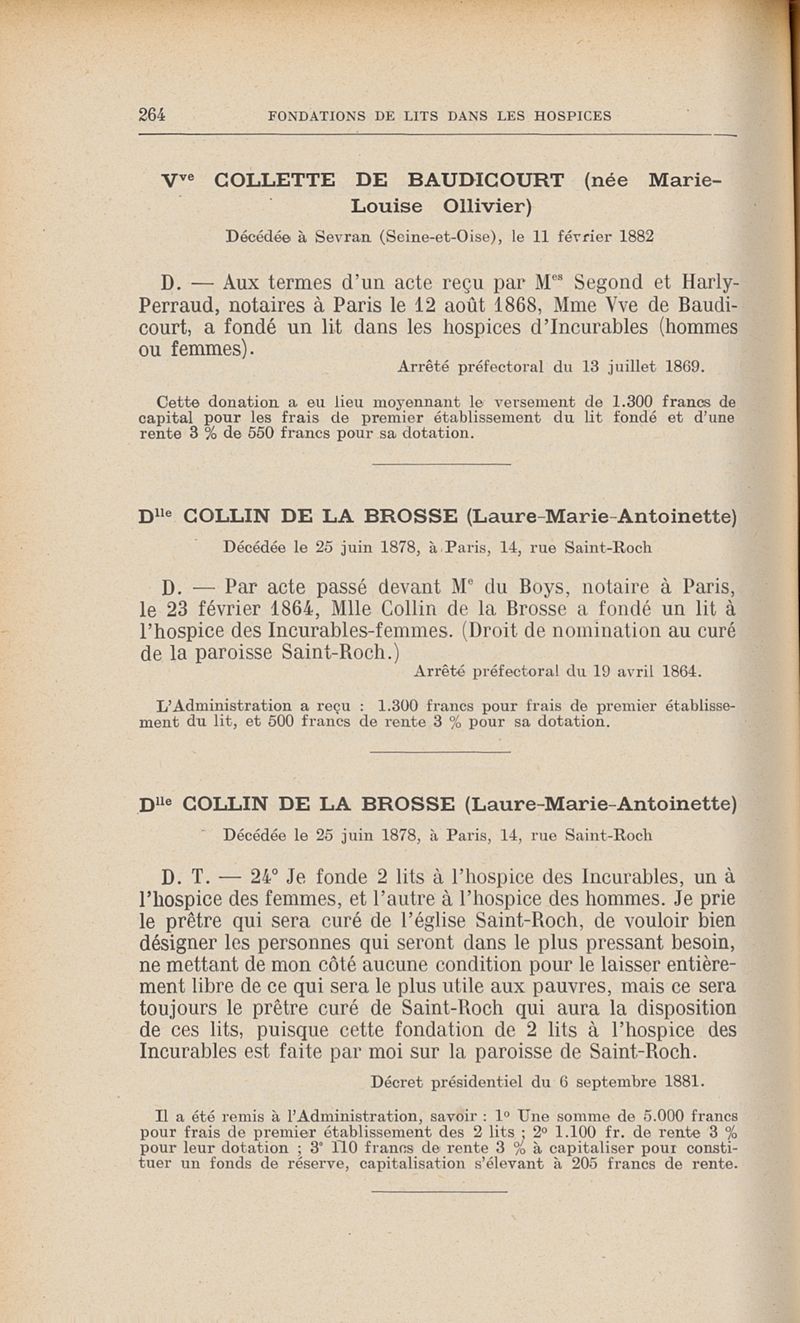 264 FONDATIONS DE LITS DANS LES HOSPICES
Vve COLLETTE DE BAUDICOURT (née Marie-
Louise Ollivier)
Décédée à Sevran (Seine-et-Oise), le 11 février 1882
D. — Aux termes d'un acte reçu par Mes Segond et Harly-
Perraud, notaires à Paris le 12 août 1868, Mme Vve de Baudi-
court, a fondé un lit dans les hospices d'Incurables (hommes
ou femmes).
Arrêté préfectoral du 13 juillet 1869.
Cette donation a eu lieu moyennant le versement de 1.300 francs de
capital pour les frais de premier établissement du lit fondé et d'une
rente 3 % de 550 francs pour sa dotation.
Dlle COLLIN DE LA BROSSE (Laure-Marie-Antoinette)
Décédée le 25 juin 1878, à Paris, 14, rue Saint-Roch
D. — Par acte passé devant Me du Boys, notaire à Paris,
le 23 février 1864, Mlle Collin de la Brosse a fondé un lit à
l'hospice des Incurables-femmes. (Droit de nomination au curé
de la paroisse Saint-Roch.)
Arrêté préfectoral du 19 avril 1864.
L'Administration a reçu : 1.300 francs pour frais de premier établisse-
ment du lit, et 500 francs de rente 3 % pour sa dotation.
Dlle COLLIN DE LA BROSSE (Laure-Marie-Antoinette)
Décédée le 25 juin 1878, à Paris, 14, rue Saint-Roch
D. T. — 24° Je fonde 2 lits à l'hospice des Incurables, un à
l'hospice des femmes, et l'autre à l'hospice des hommes. Je prie
le prêtre qui sera curé de l'église Saint-Roch, de vouloir bien
désigner les personnes qui seront dans le plus pressant besoin,
ne mettant de mon côté aucune condition pour le laisser entière-
ment libre de ce qui sera le plus utile aux pauvres, mais ce sera
toujours le prêtre curé de Saint-Roch qui aura la disposition
de ces lits, puisque cette fondation de 2 lits à l'hospice des
Incurables est faite par moi sur la paroisse de Saint-Roch.
Décret présidentiel du 6 septembre 1881.
Il a été remis à l'Administration, savoir : 1° Une somme de 5.000 francs
pour frais de premier établissement des 2 lits ; 2° 1.100 fr. de rente 3 %
pour leur dotation ; 3° 110 francs de rente 3 % à capitaliser pour consti-
tuer un fonds de réserve, capitalisation s'élevant à 205 francs de rente.